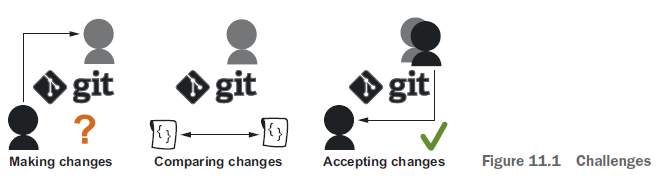 git
?
Making changes
git
{ }
{ }
Comparing changes
git
Accepting changes
Figure 11.1 Challenges